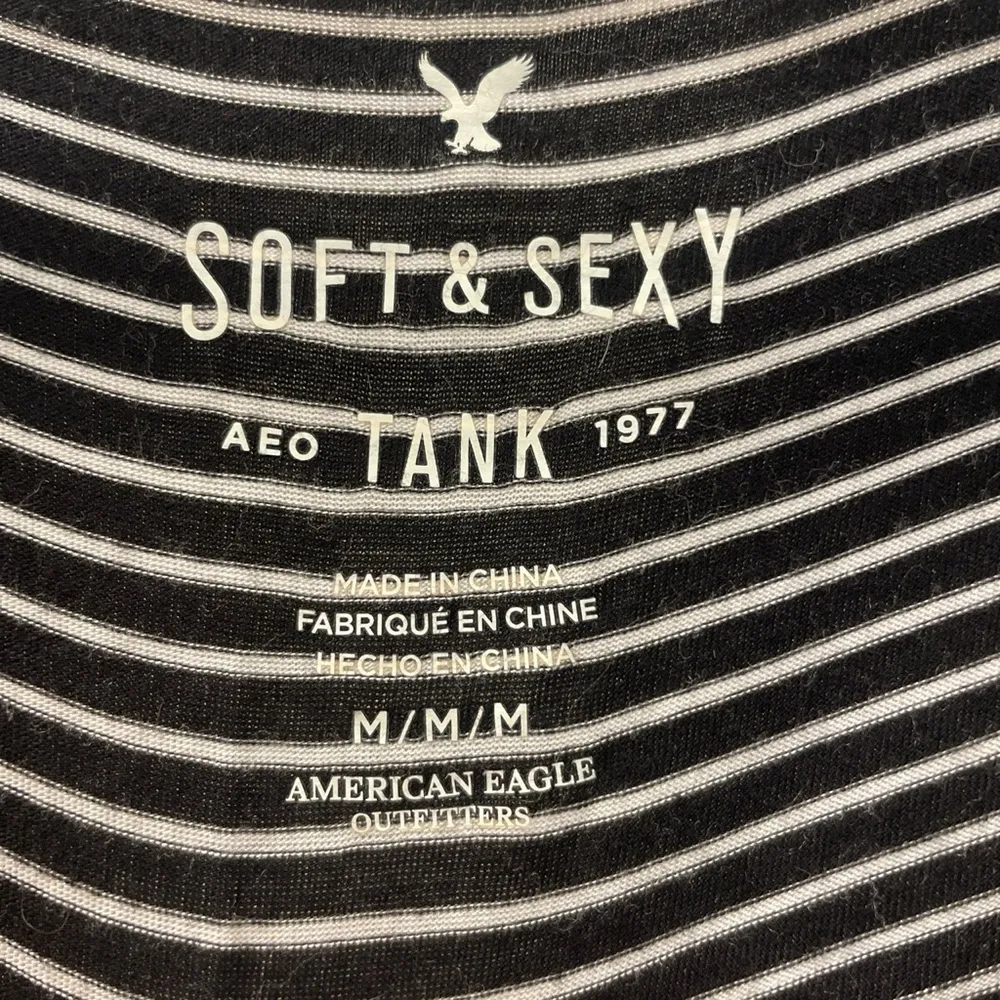 SOFT & SEXY
AEO TANK 1977
MADE IN CHINA
FABRIQUÉ EN CHINE
HECHO EN CHINA
M/M/M
AMERICAN EAGLE
OUTFITTERS